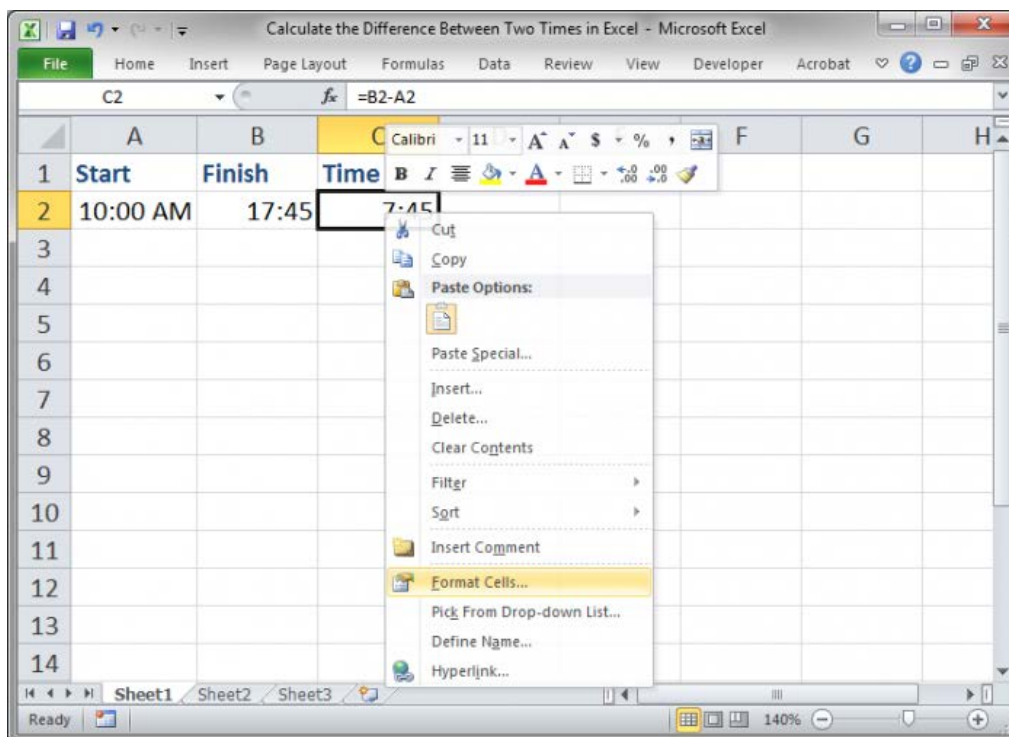 Calculate the Difference Between Two Times in Excel - Microsoft Excel
File Home Insert Page Layout Formulas Data Review View Developer Acrobat
C2 fx =B2-A2
A B C F G H
Calibri 11 A A $ % ,
B I A .0 .00 .00 .0
1 Start Finish Time
2 10:00 AM 17:45 7:45
3
4
5
6
7
8
9
10
11
12
13
14
Cut
Copy
Paste Options:
Paste Special...
Insert...
Delete...
Clear Contents
Filter
Sort
Insert Comment
Format Cells...
Pick From Drop-down List...
Define Name...
Hyperlink...
Sheet1 Sheet2 Sheet3
Ready 140%